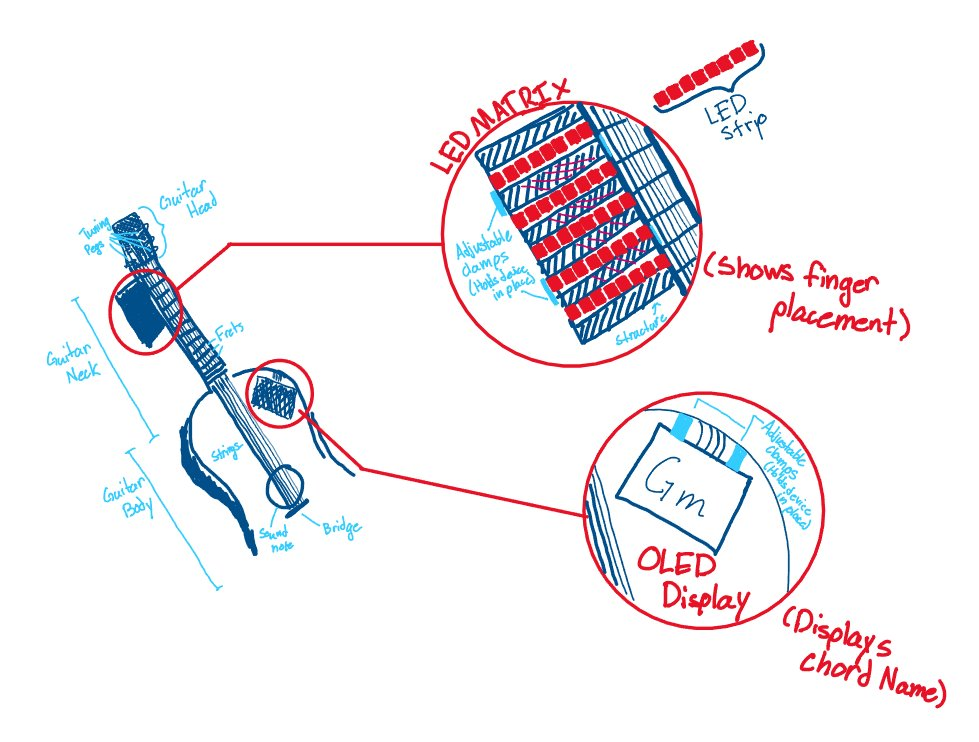 LED MATRIX
LED
strip
Guitar
Head
Tuning
Pegs
Adjustable
clamps
(Holds device
in place)
structure
(Shows finger
placement)
Guitar
Neck
Frets
Strings
Guitar
Body
Sound
hole
Bridge
Gm
Adjustable
clamps
(Holds device
in place)
OLED
Display
(Displays
chord Name)